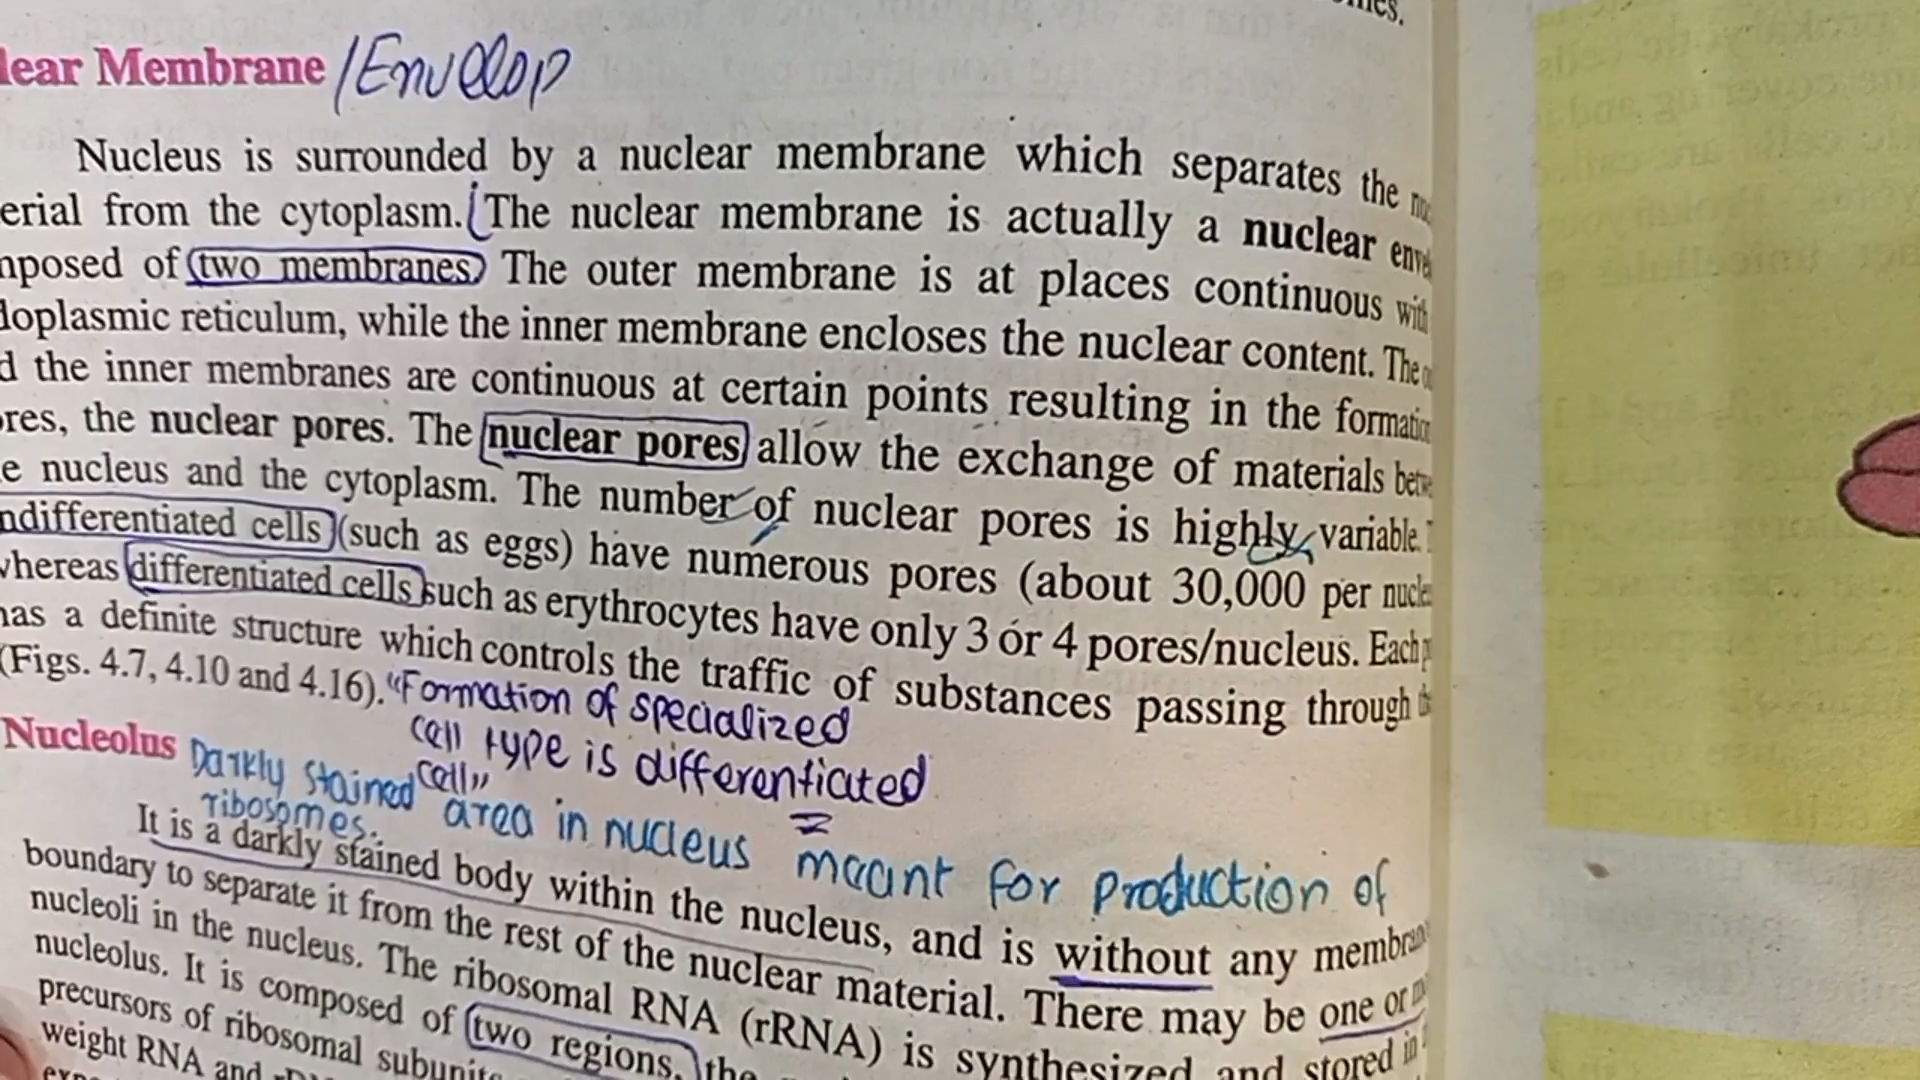 lear Membrane /Envelop
Nucleus is surrounded by a nuclear membrane which separates the
erial from the cytoplasm. (The nuclear membrane is actually a nuclear enve
mposed of two membranes. The outer membrane is at places continuous with
doplasmic reticulum, while the inner membrane encloses the nuclear content. The
d the inner membranes are continuous at certain points resulting in the formation
ores, the nuclear pores. The nuclear pores allow the exchange of materials betwe
e nucleus and the cytoplasm. The number of nuclear pores is highly variable.
ndifferentiated cells (such as eggs) have numerous pores (about 30,000 per nucle
whereas differentiated cells such as erythrocytes have only 3 or 4 pores/nucleus. Each p
has a definite structure which controls the traffic of substances passing through
(Figs. 4.7, 4.10 and 4.16). "Formation of specialized
cell type is differentiated
cell"
Nucleolus Darkly stained area in nucleus maant for production of
ribosomes.
It is a darkly stained body within the nucleus, and is without any membran
boundary to separate it from the rest of the nuclear material. There may be one or
nucleoli in the nucleus. The ribosomal RNA (rRNA) is synthesized and stored in
nucleolus. It is composed of two regions, the
precursors of ribosomal subunits
weight RNA and